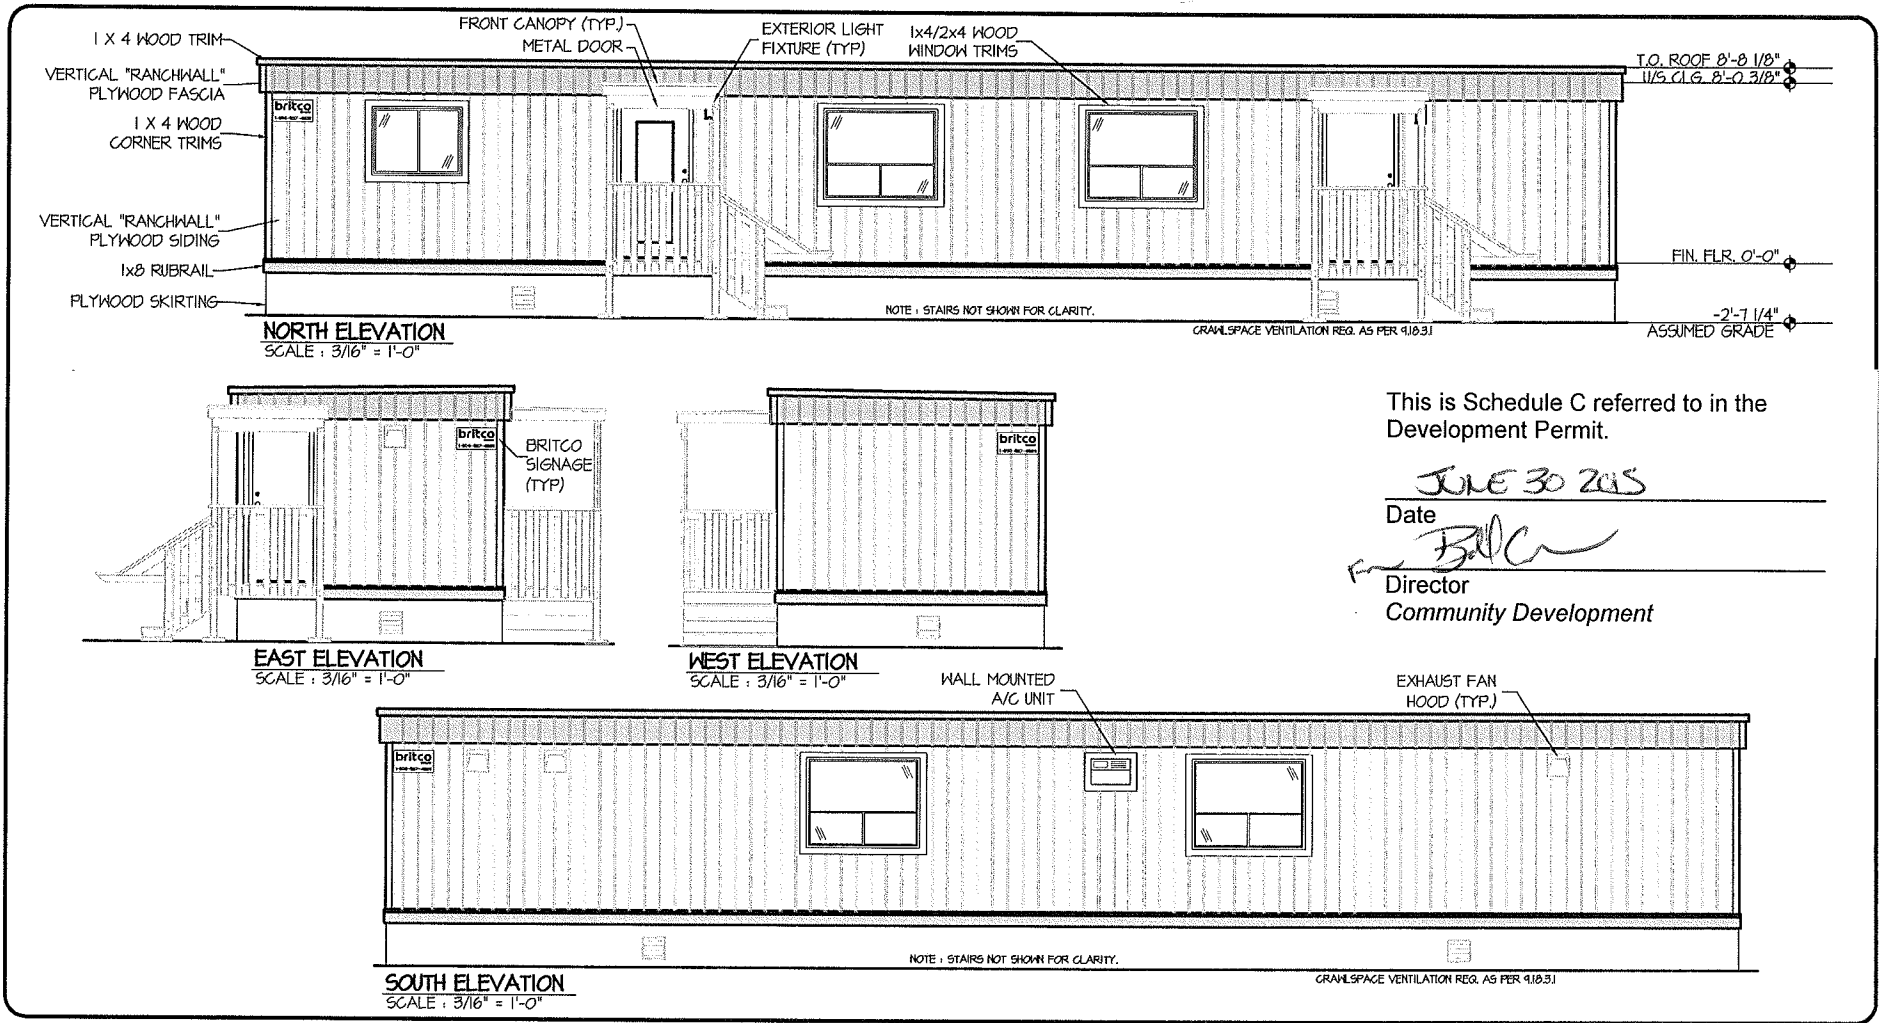 FRONT CANOPY (TYP.)
METAL DOOR
EXTERIOR LIGHT
FIXTURE (TYP)
1x4/2x4 WOOD
WINDOW TRIMS
1 X 4 WOOD TRIM
VERTICAL "RANCHWALL"
PLYWOOD FASCIA
1 X 4 WOOD
CORNER TRIMS
VERTICAL "RANCHWALL"
PLYWOOD SIDING
1x8 RUBRAIL
PLYWOOD SKIRTING
britco
T.O. ROOF 8'-8 1/8"
U/S CLG. 8'-0 3/8"
FIN. FLR. 0'-0"
-2'-7 1/4"
ASSUMED GRADE
NOTE : STAIRS NOT SHOWN FOR CLARITY.
CRAWLSPACE VENTILATION REQ. AS PER 9.18.3.1
NORTH ELEVATION
SCALE : 3/16" = 1'-0"
britco
BRITCO
SIGNAGE
(TYP)
EAST ELEVATION
SCALE : 3/16" = 1'-0"
britco
WEST ELEVATION
SCALE : 3/16" = 1'-0"
This is Schedule C referred to in the
Development Permit.
JUNE 30 2015
Date
Director
Community Development
WALL MOUNTED
A/C UNIT
EXHAUST FAN
HOOD (TYP.)
britco
NOTE : STAIRS NOT SHOWN FOR CLARITY.
CRAWLSPACE VENTILATION REQ. AS PER 9.18.3.1
SOUTH ELEVATION
SCALE : 3/16" = 1'-0"